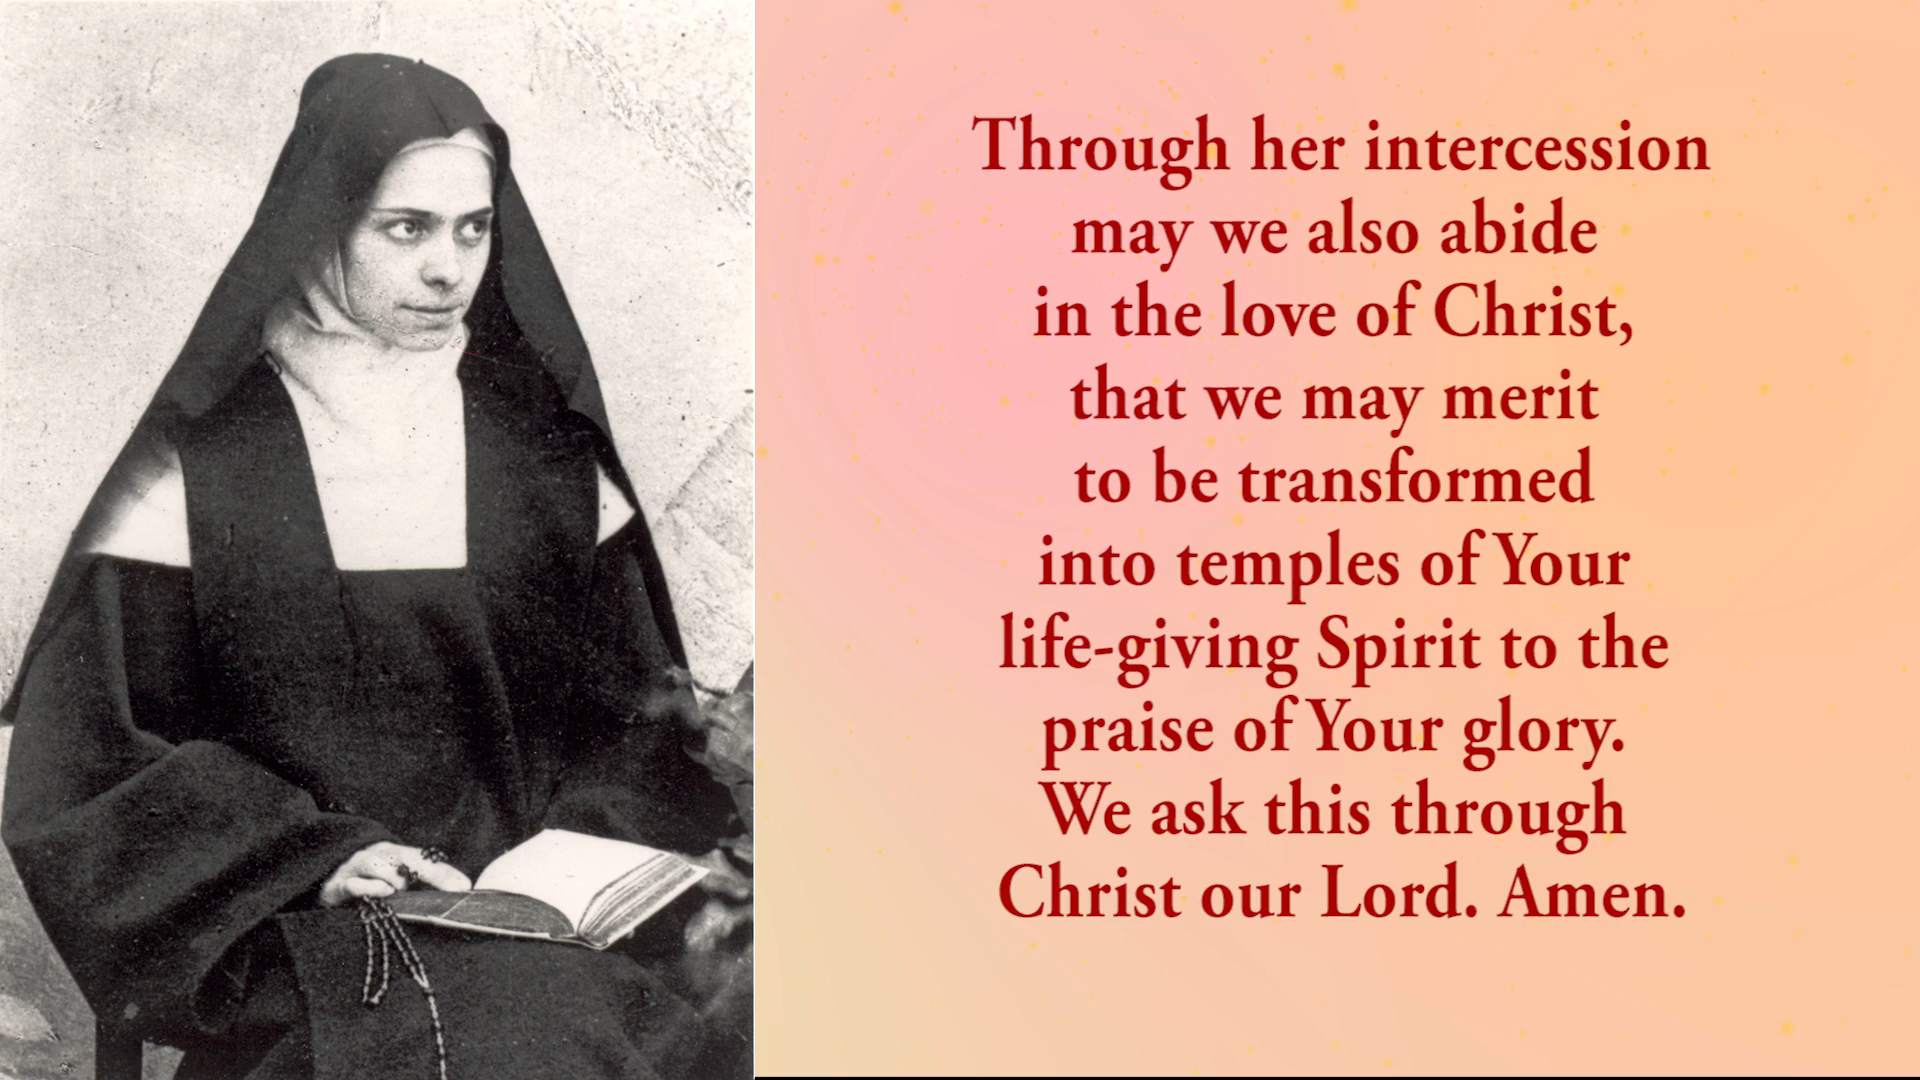 Through her intercession
may we also abide
in the love of Christ,
that we may merit
to be transformed
into temples of Your
life-giving Spirit to the
praise of Your glory.
We ask this through
Christ our Lord. Amen.